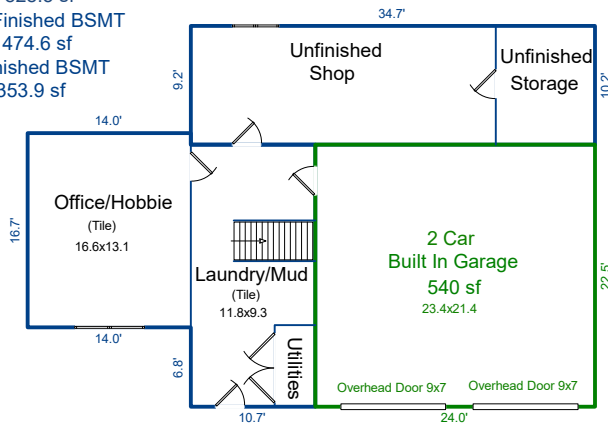 Finished BSMT
474.6 sf
BSMT
353.9 sf
34.7'
9.2'
Unfinished
Shop
Unfinished
Storage
10.2'
14.0'
16.7'
Office/Hobbie
(Tile)
16.6x13.1
14.0'
Laundry/Mud
(Tile)
11.8x9.3
6.8'
Utilities
10.7'
2 Car
Built In Garage
540 sf
23.4x21.4
22.5'
Overhead Door 9x7
Overhead Door 9x7
24.0'